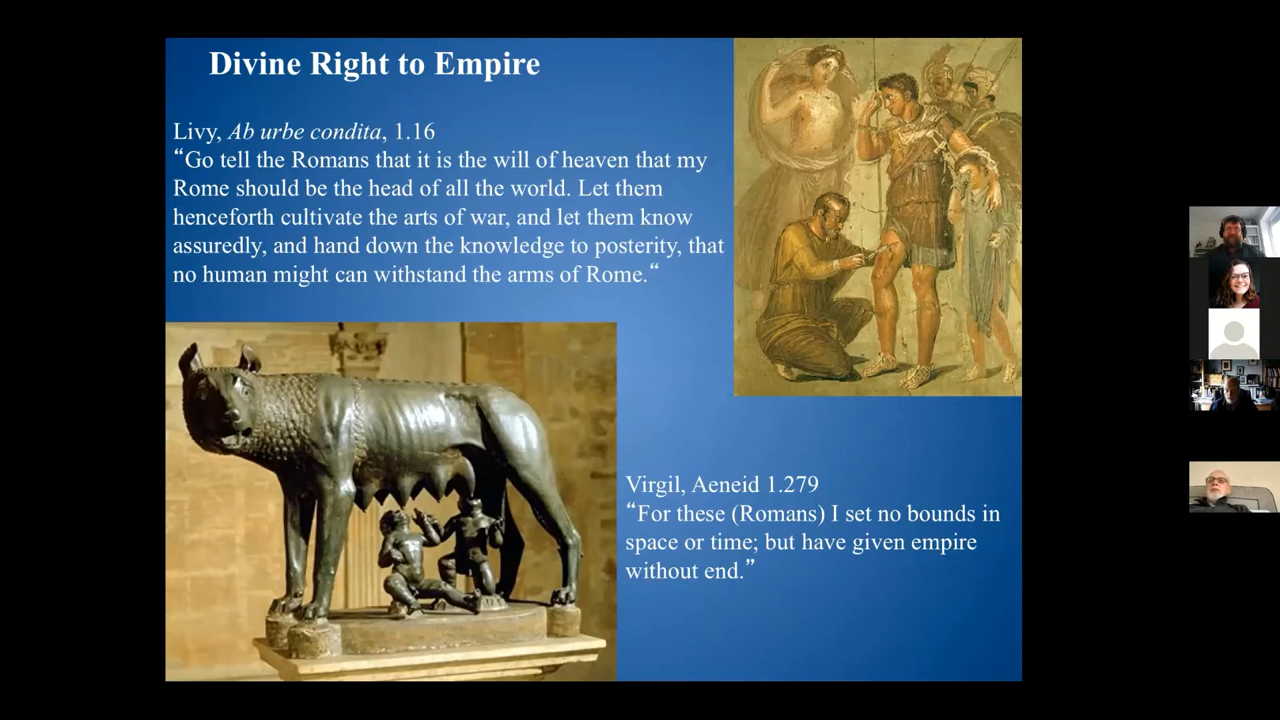 Divine Right to Empire
Livy, Ab urbe condita, 1.16
“Go tell the Romans that it is the will of heaven that my
Rome should be the head of all the world. Let them
henceforth cultivate the arts of war, and let them know
assuredly, and hand down the knowledge to posterity, that
no human might can withstand the arms of Rome.“
Virgil, Aeneid 1.279
“For these (Romans) I set no bounds in
space or time; but have given empire
without end.”